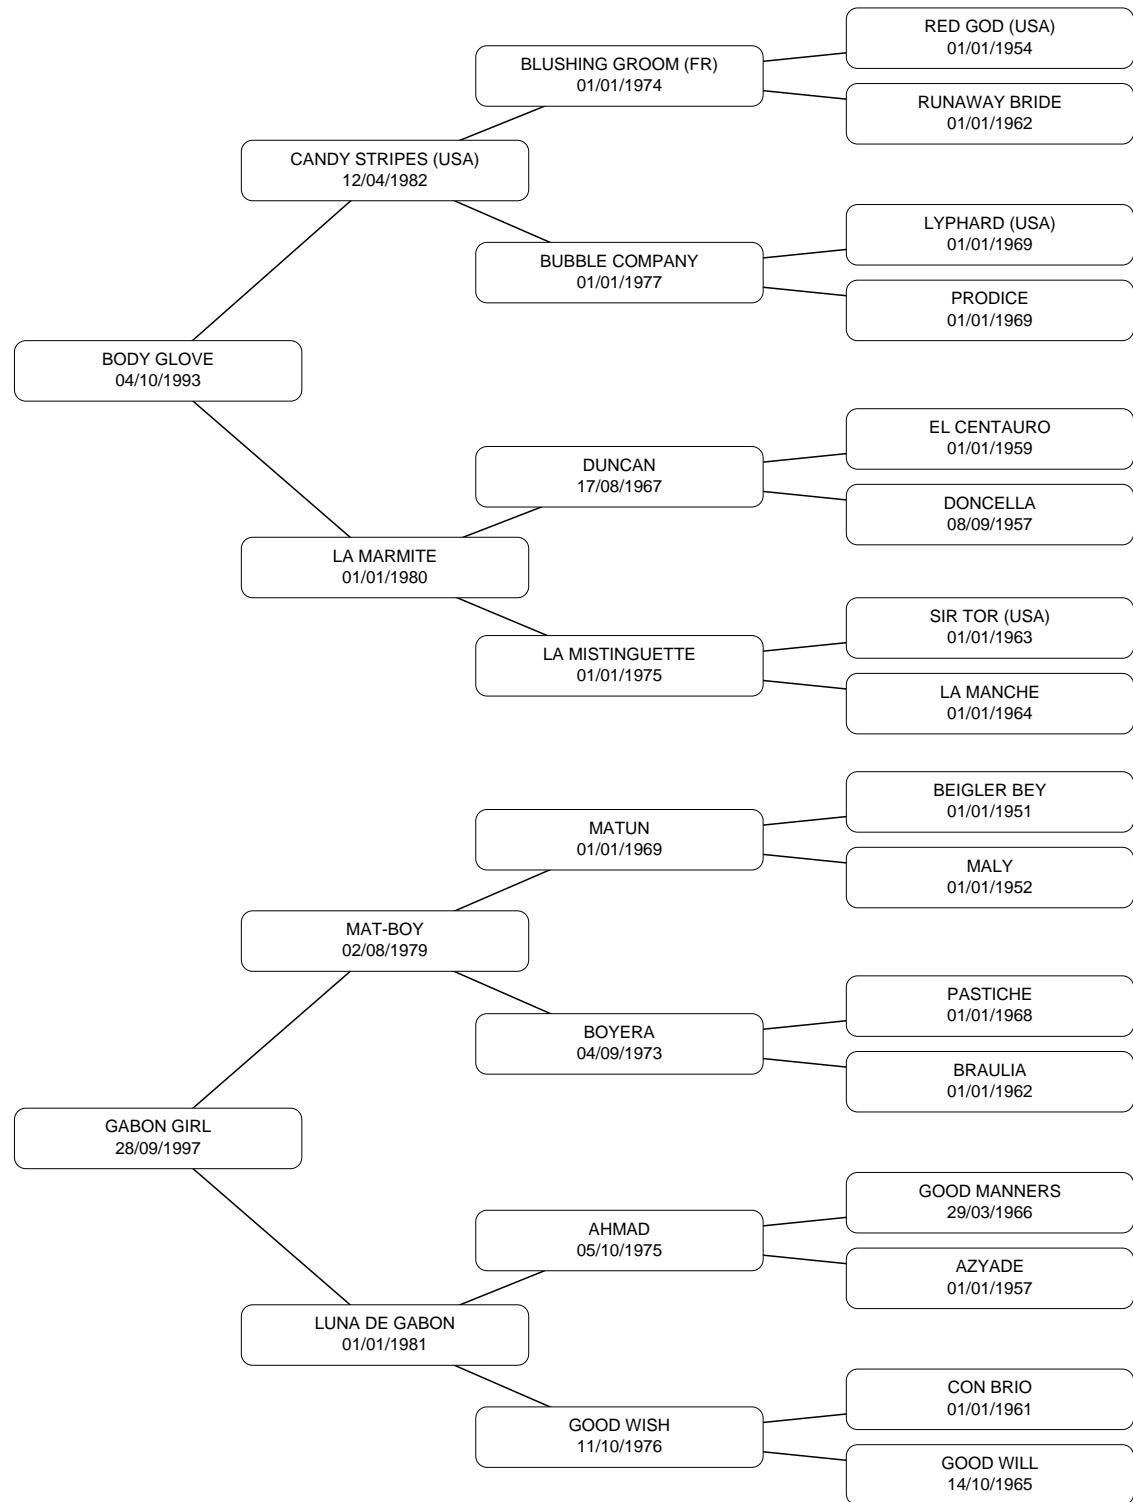 RED GOD (USA)
01/01/1954
BLUSHING GROOM (FR)
01/01/1974
RUNAWAY BRIDE
01/01/1962
CANDY STRIPES (USA)
12/04/1982
LYPHARD (USA)
01/01/1969
BUBBLE COMPANY
01/01/1977
PRODICE
01/01/1969
BODY GLOVE
04/10/1993
EL CENTAURO
01/01/1959
DUNCAN
17/08/1967
DONCELLA
08/09/1957
LA MARMITE
01/01/1980
SIR TOR (USA)
01/01/1963
LA MISTINGUETTE
01/01/1975
LA MANCHE
01/01/1964
BEIGLER BEY
01/01/1951
MATUN
01/01/1969
MALY
01/01/1952
MAT-BOY
02/08/1979
PASTICHE
01/01/1968
BOYERA
04/09/1973
BRAULIA
01/01/1962
GABON GIRL
28/09/1997
GOOD MANNERS
29/03/1966
AHMAD
05/10/1975
AZYADE
01/01/1957
LUNA DE GABON
01/01/1981
CON BRIO
01/01/1961
GOOD WISH
11/10/1976
GOOD WILL
14/10/1965